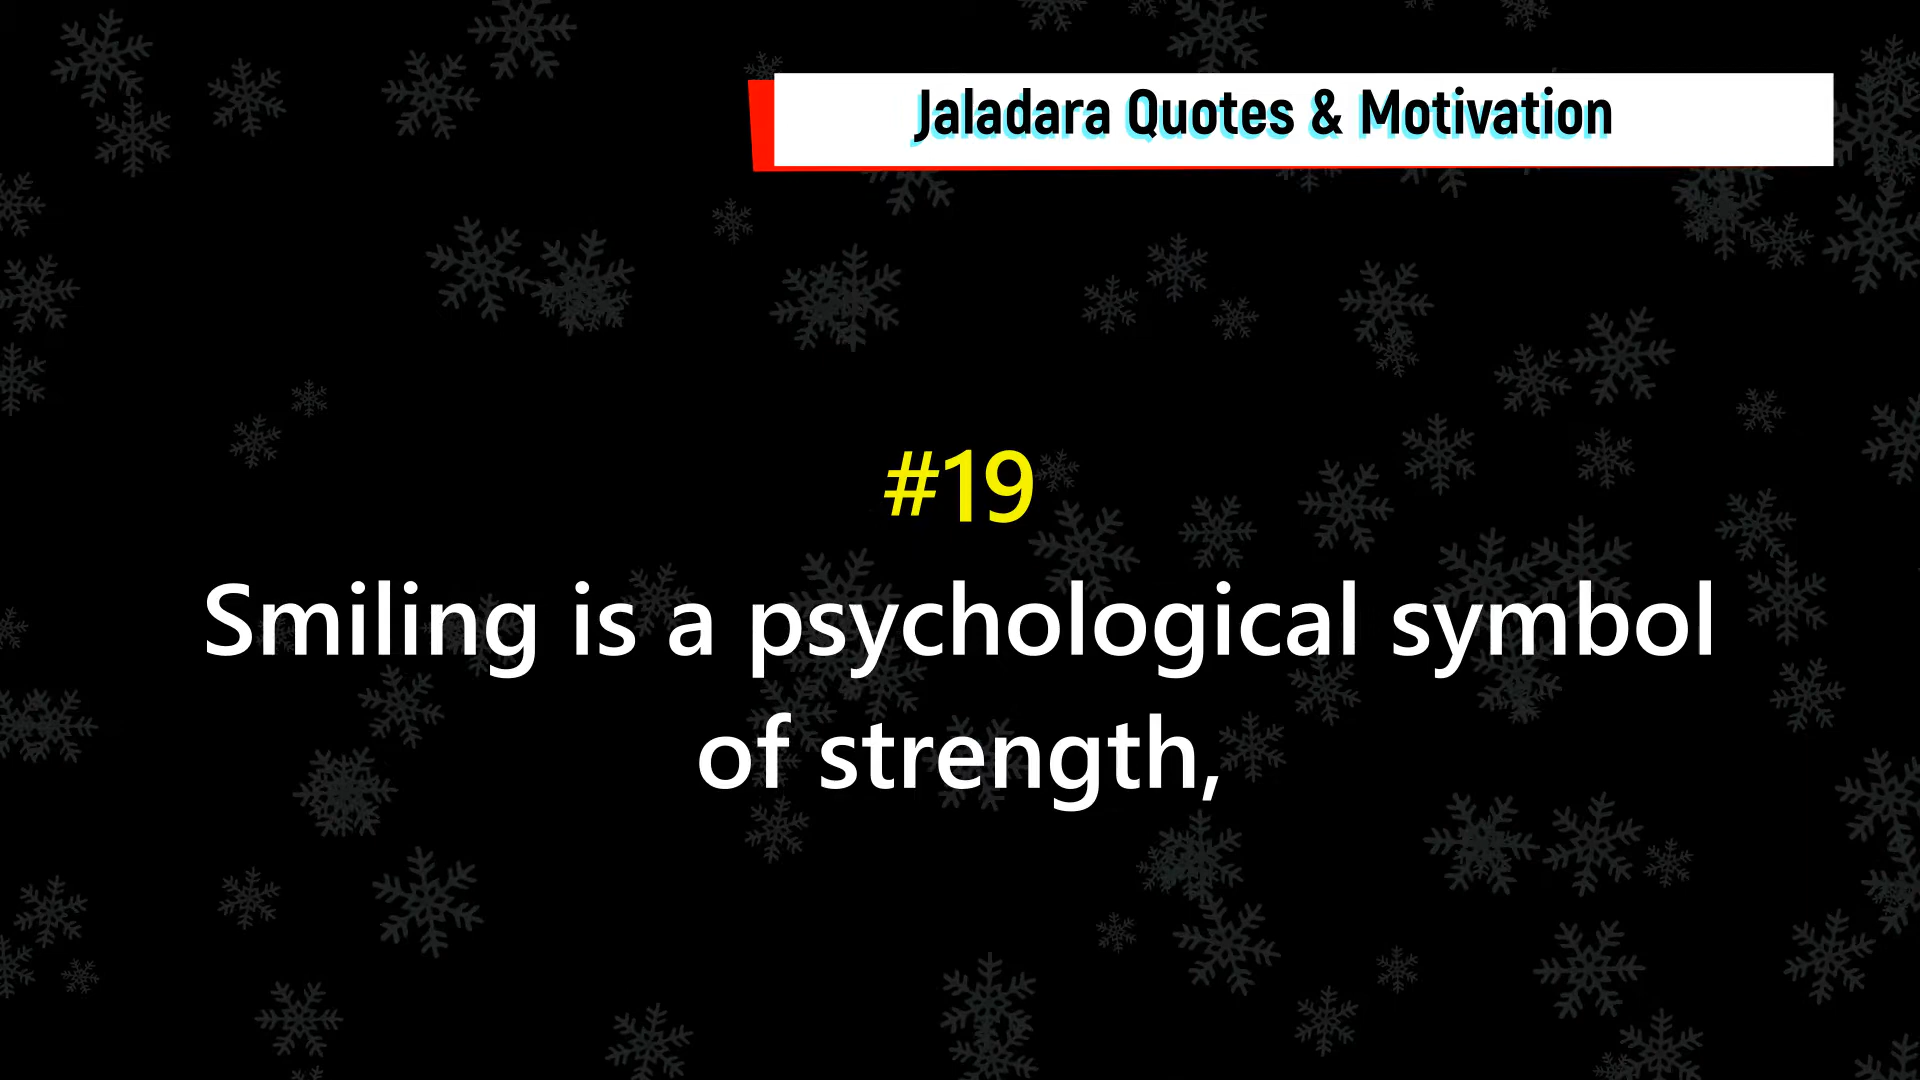 Jaladara Quotes & Motivation
#19
Smiling is a psychological symbol
of strength,